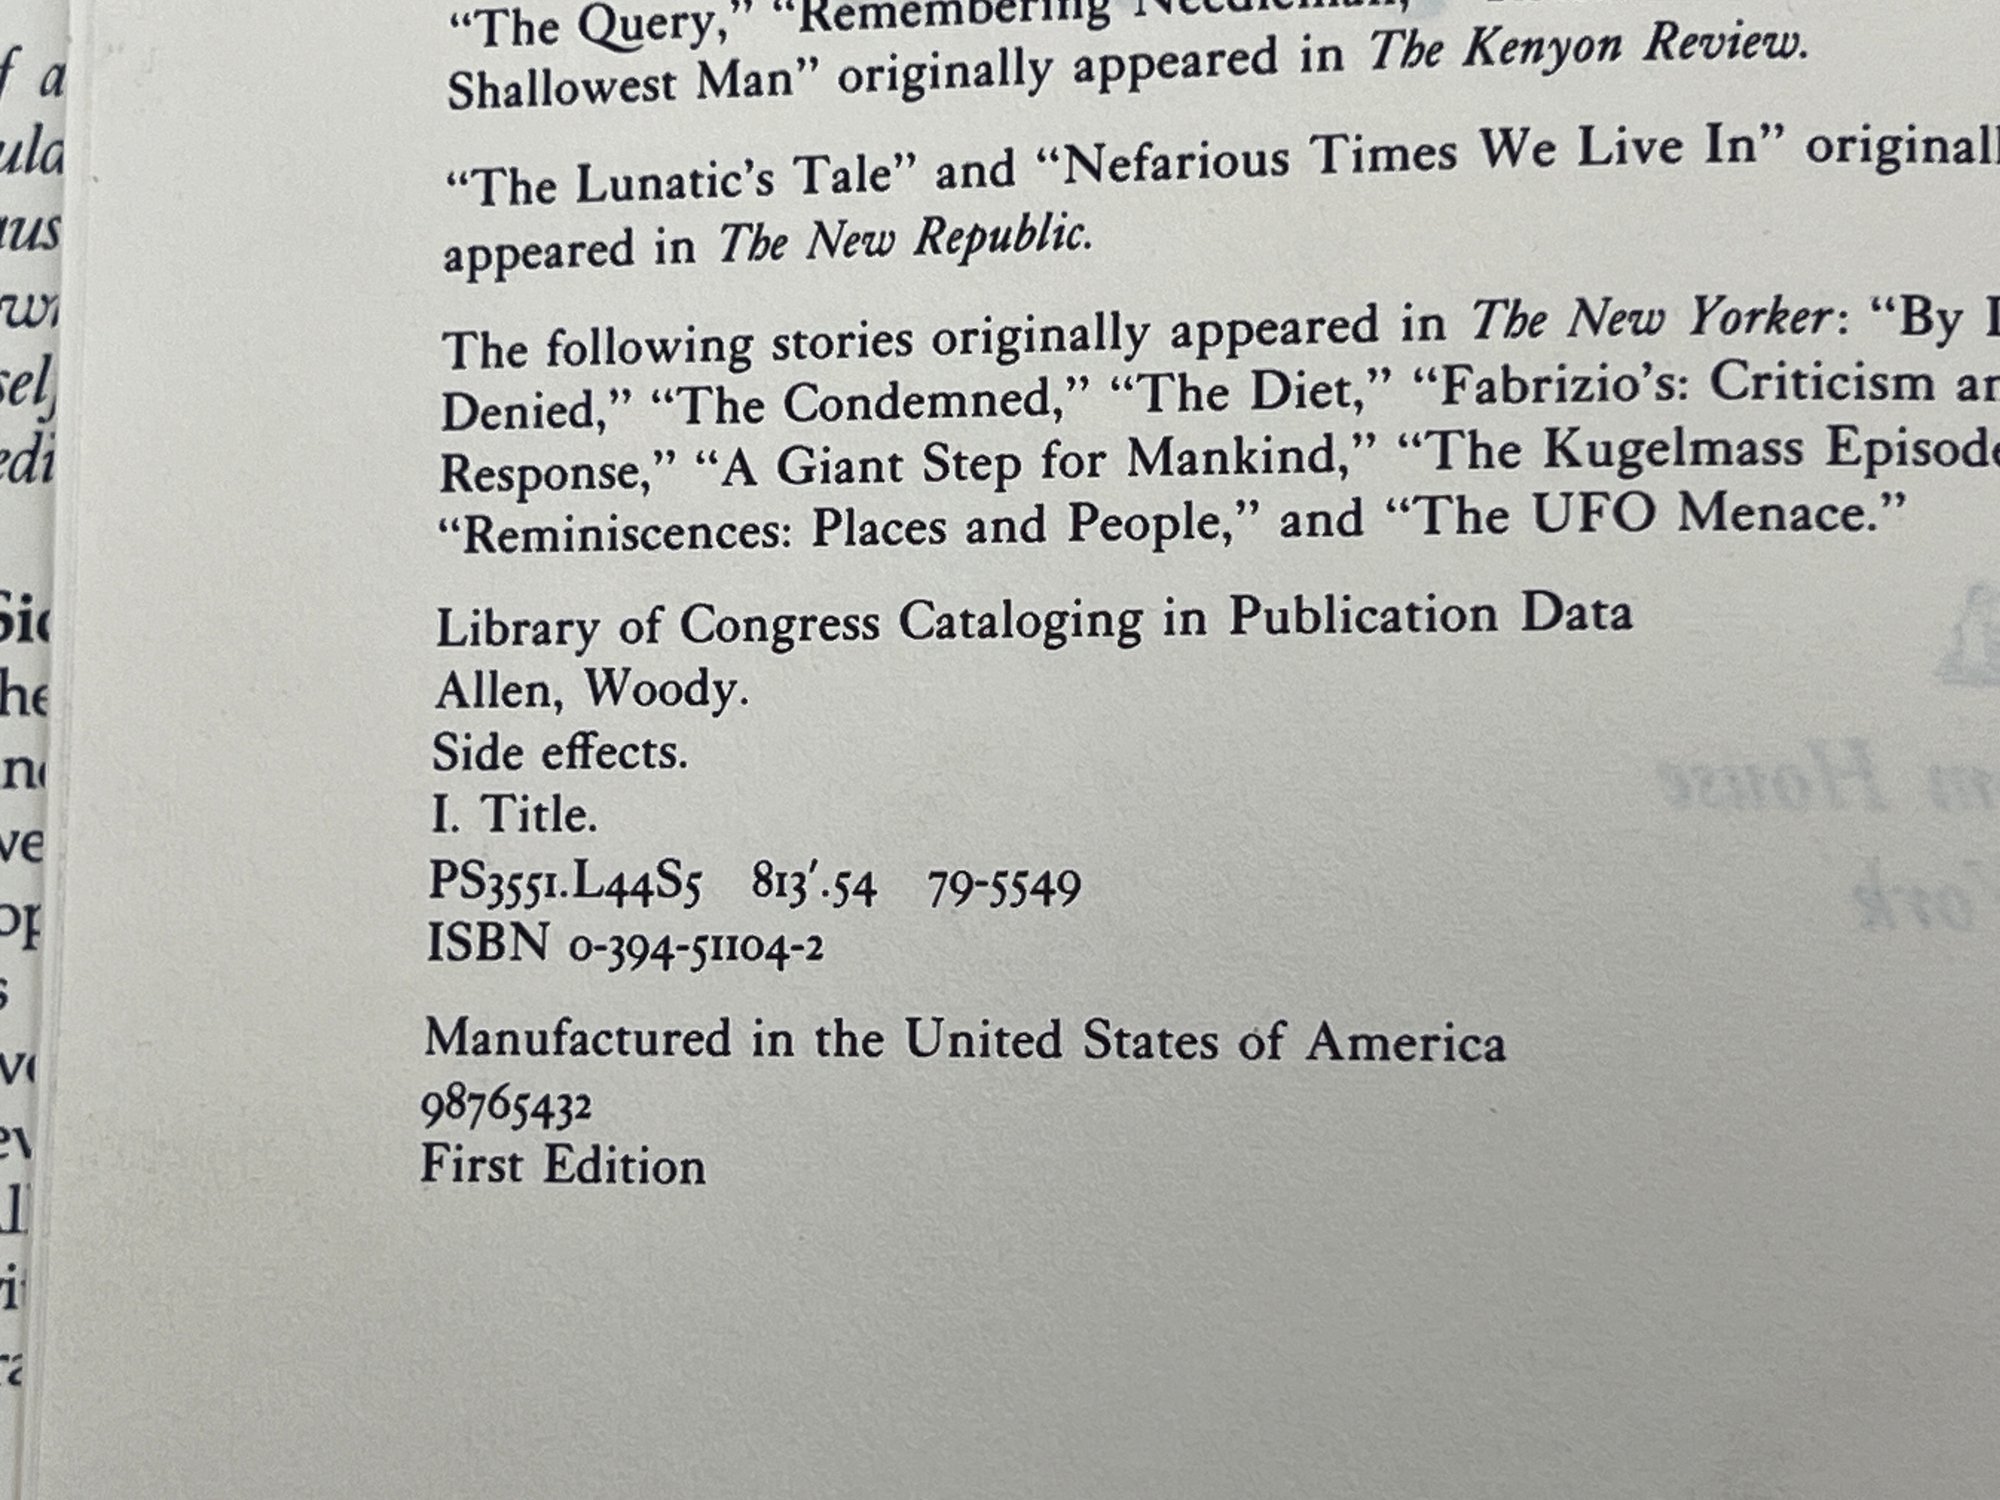 “The Query,” “Remembering Needleman,”
Shallowest Man” originally appeared in The Kenyon Review.
“The Lunatic’s Tale” and “Nefarious Times We Live In”
appeared in The New Republic.
The following stories originally appeared in The New Yorker: “By
Denied,” “The Condemned,” “The Diet,” “Fabrizio’s: Criticism
Response,” “A Giant Step for Mankind,” “The Kugelmass Episode
“Reminiscences: Places and People,” and “The UFO Menace.”
Library of Congress Cataloging in Publication Data
Allen, Woody.
Side effects.
I. Title.
PS3551.L44S5 813′.54 79-5549
ISBN 0-394-51104-2
Manufactured in the United States of America
98765432
First Edition